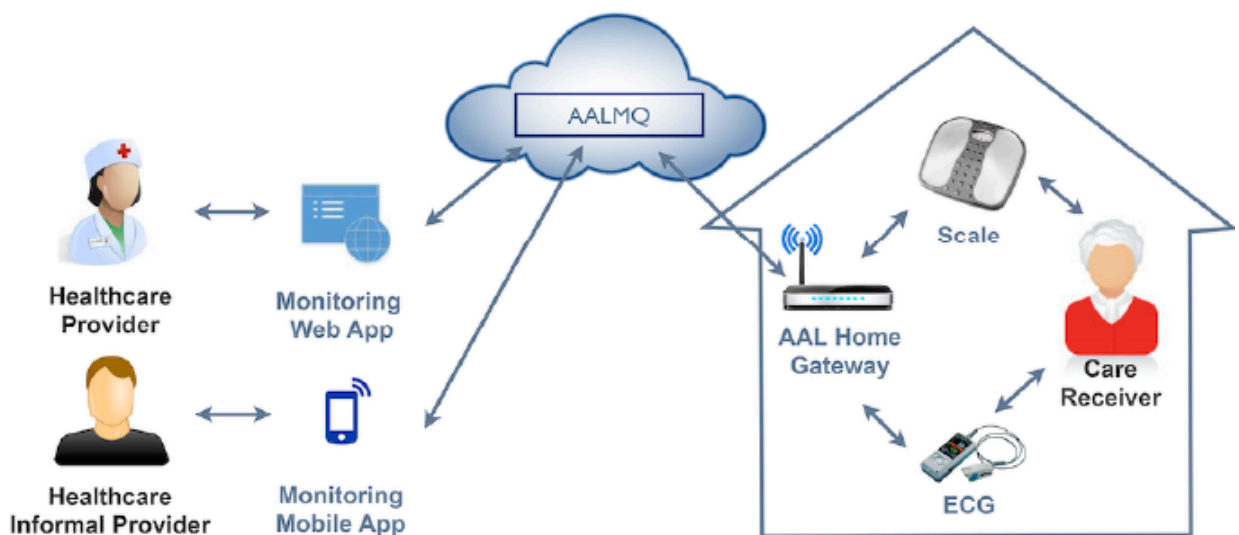 AALMQ
Scale
Healthcare
Provider
Monitoring
Web App
AAL Home
Gateway
Care
Receiver
Healthcare
Informal Provider
Monitoring
Mobile App
ECG